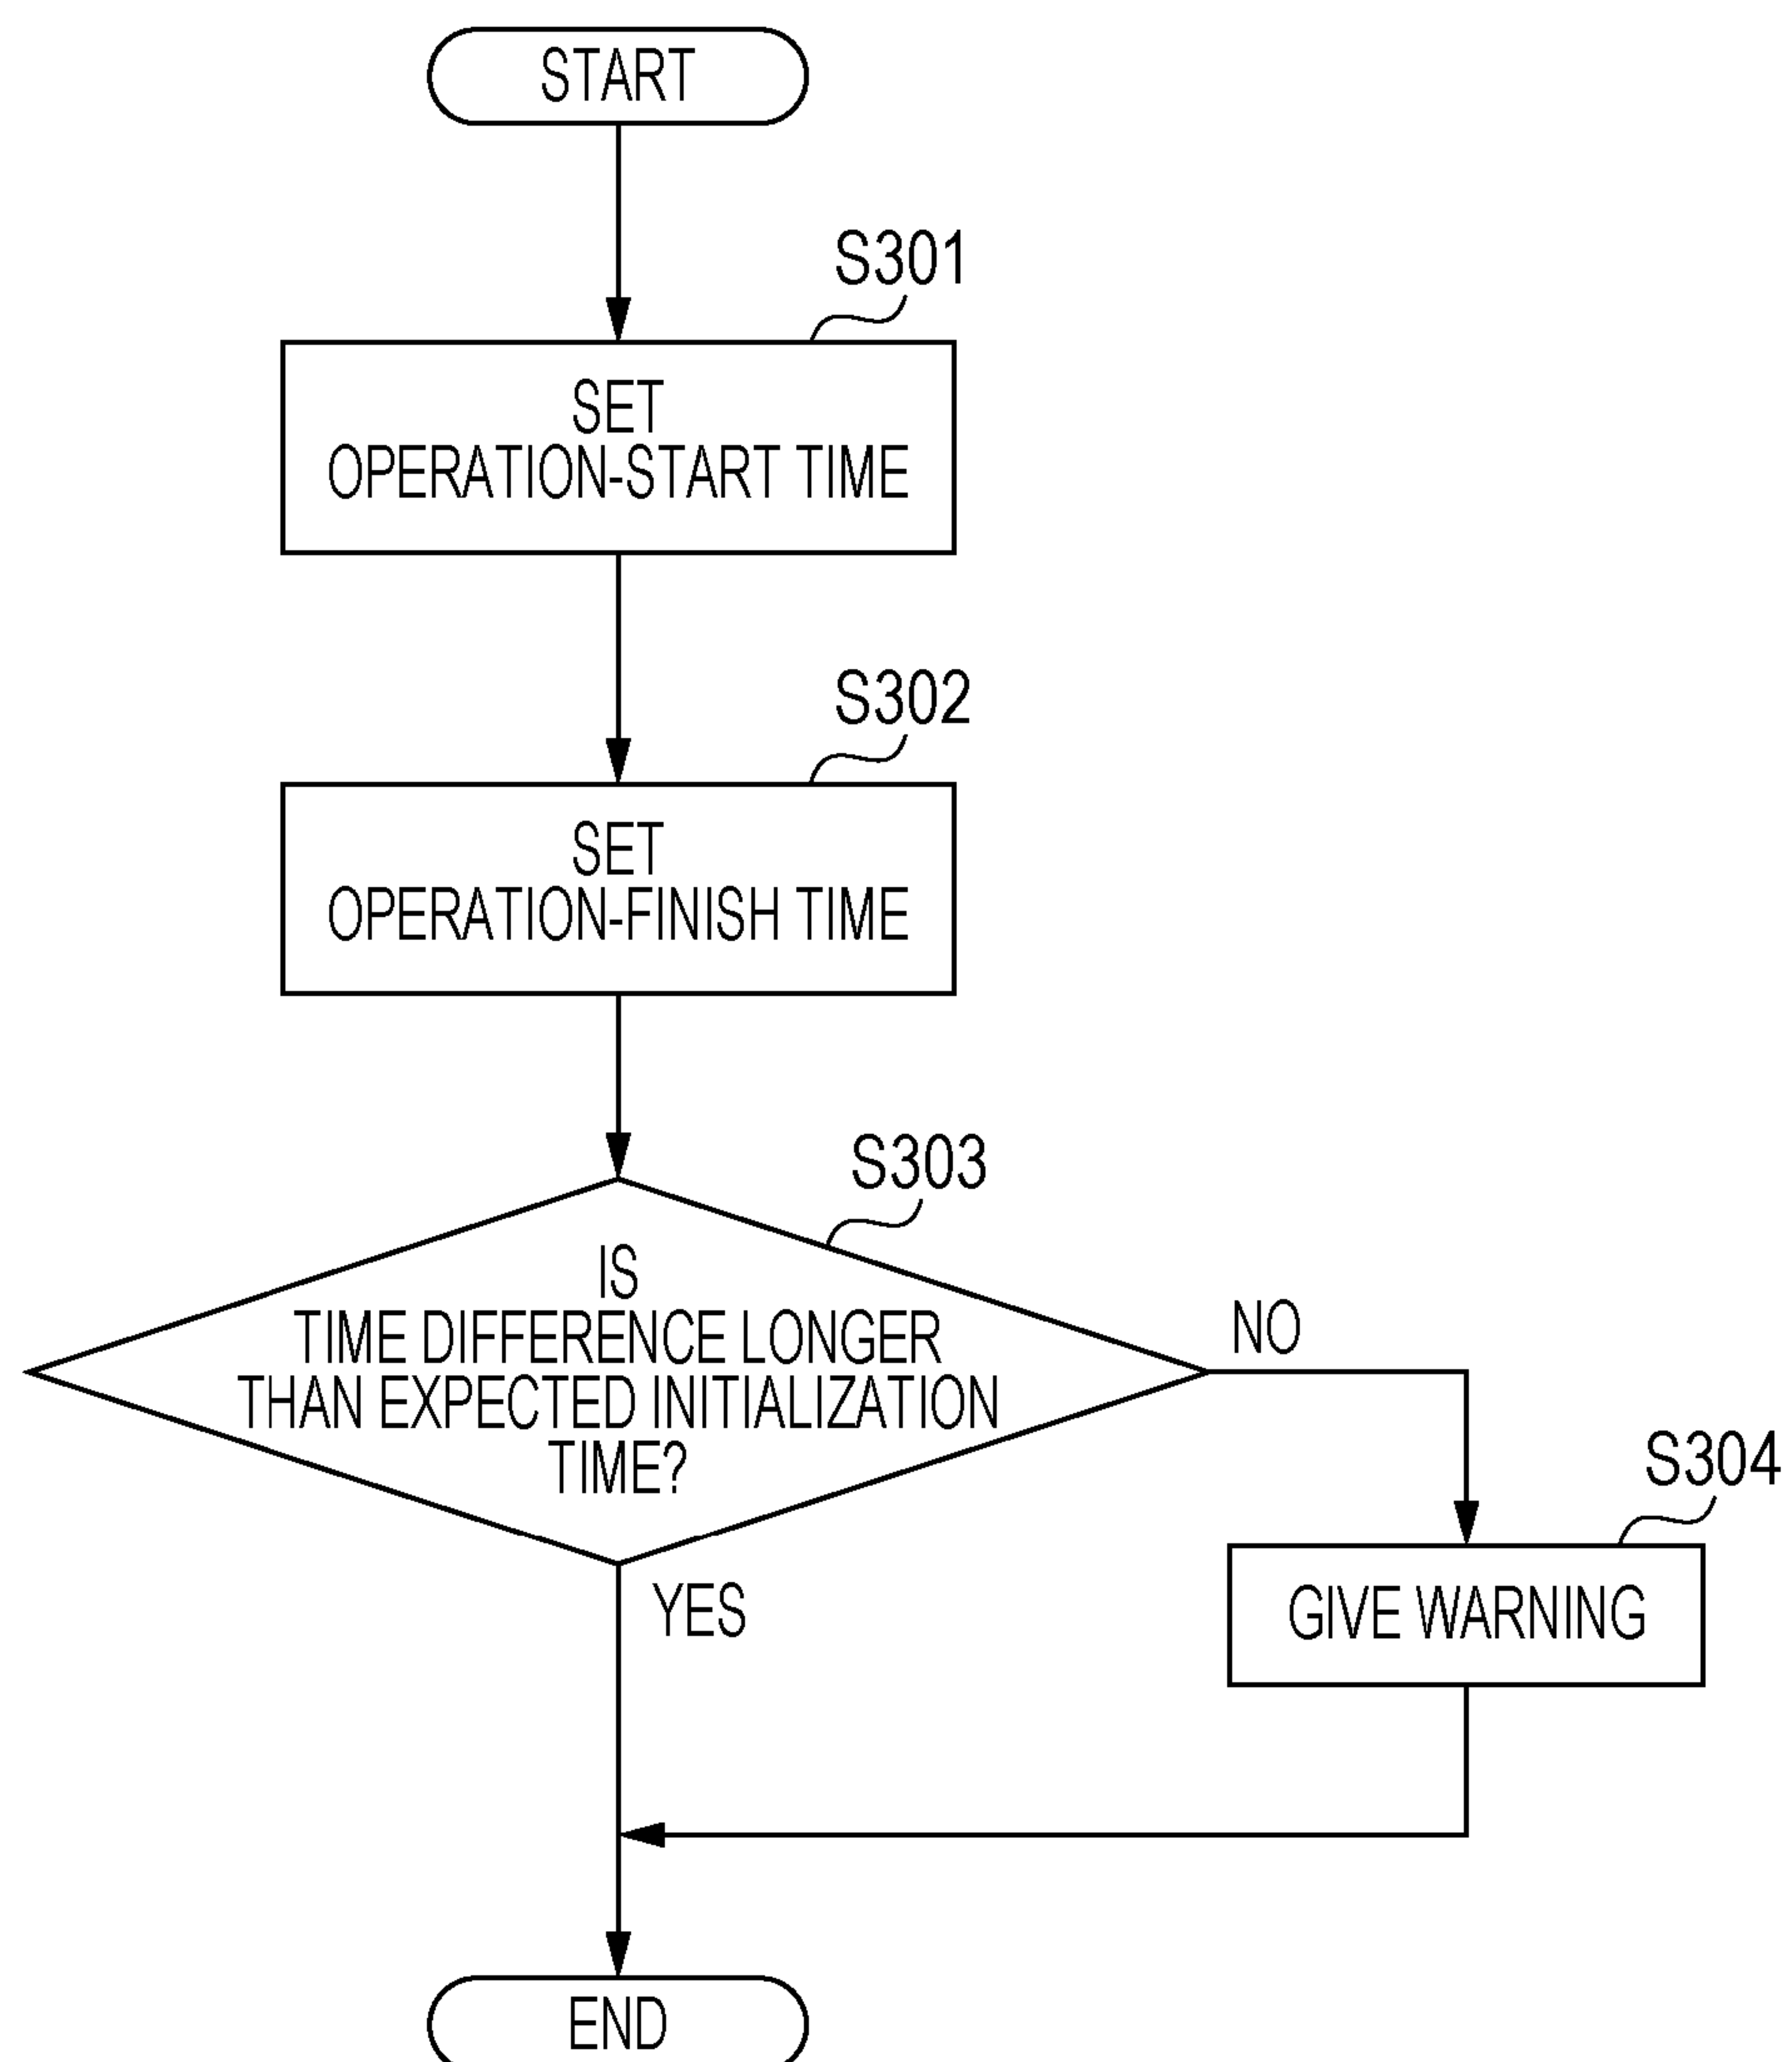 START
S301
SET
OPERATION-START TIME
S302
SET
OPERATION-FINISH TIME
S303
IS
TIME DIFFERENCE LONGER
THAN EXPECTED INITIALIZATION
TIME?
NO
S304
GIVE WARNING
YES
END